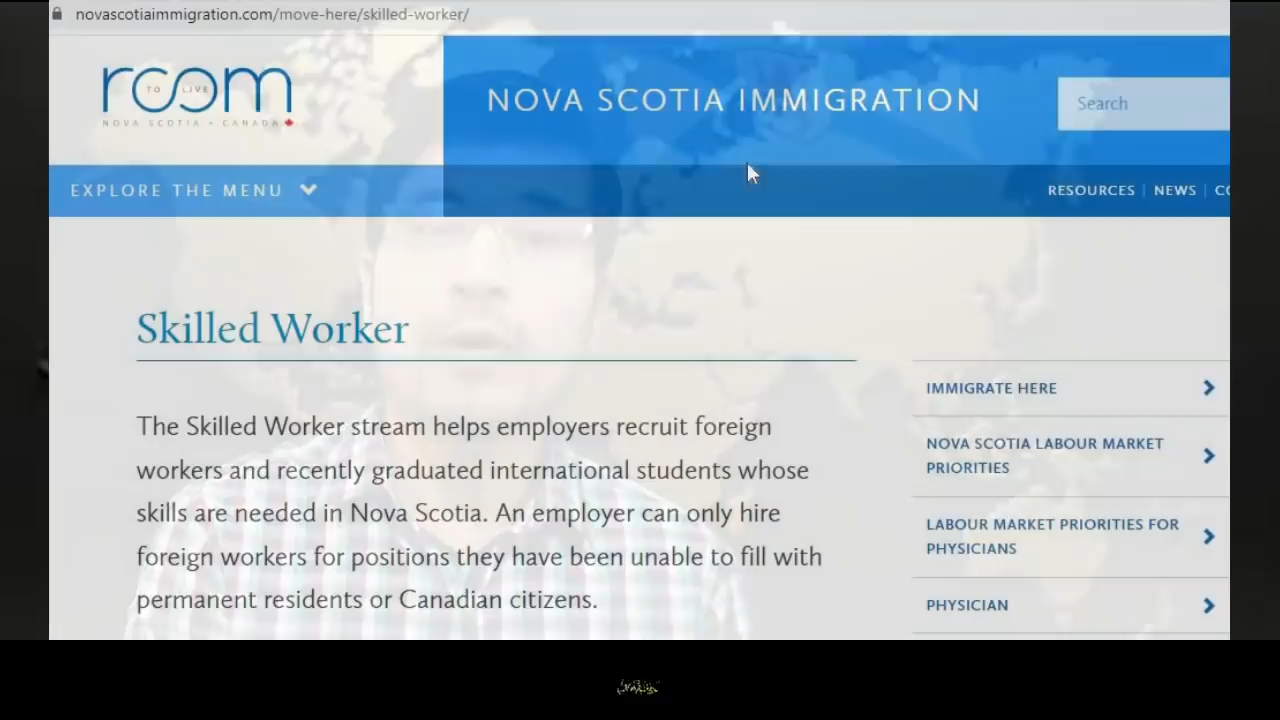 novascotiaimmigration.com/move-here/skilled-worker/
room
TO LIVE
NOVA SCOTIA • CANADA
NOVA SCOTIA IMMIGRATION
Search
EXPLORE THE MENU
RESOURCES | NEWS |
Skilled Worker
The Skilled Worker stream helps employers recruit foreign
workers and recently graduated international students whose
skills are needed in Nova Scotia. An employer can only hire
foreign workers for positions they have been unable to fill with
permanent residents or Canadian citizens.
IMMIGRATE HERE
NOVA SCOTIA LABOUR MARKET
PRIORITIES
LABOUR MARKET PRIORITIES FOR
PHYSICIANS
PHYSICIAN